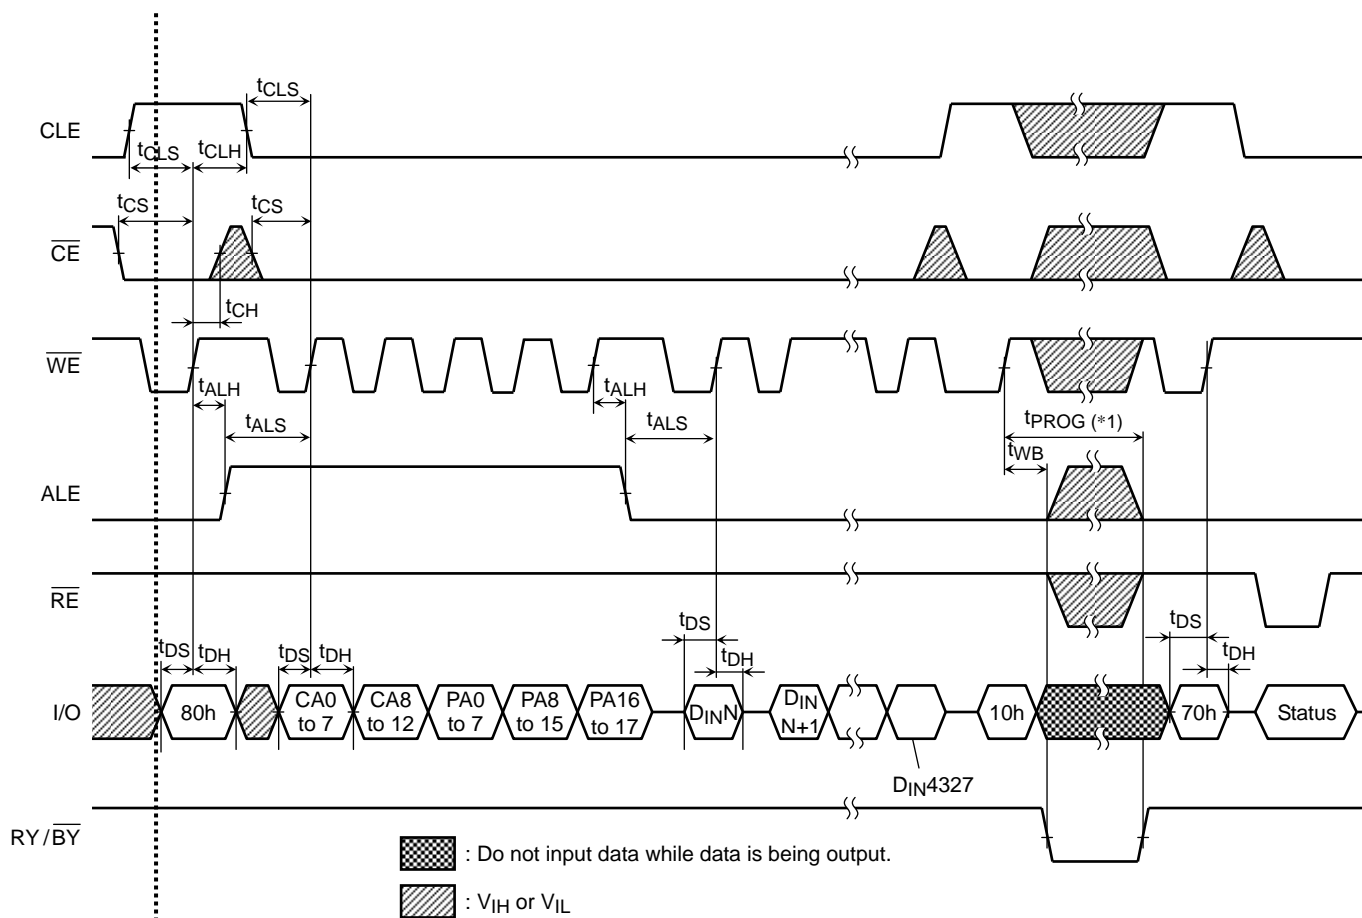 tCLS
CLE
tCLS tCLH
tCS tCS
CE
tCH
WE
tALH tALH
tALS tALS
tPROG (*1)
tWB
ALE
RE
tDS tDH tDS tDH tDS tDH tDS tDH
I/O
80h
CA0 to 7
CA8 to 12
PA0 to 7
PA8 to 15
PA16 to 17
DINN
DIN N+1
10h
70h
Status
DIN4327
RY/BY
: Do not input data while data is being output.
: VIH or VIL